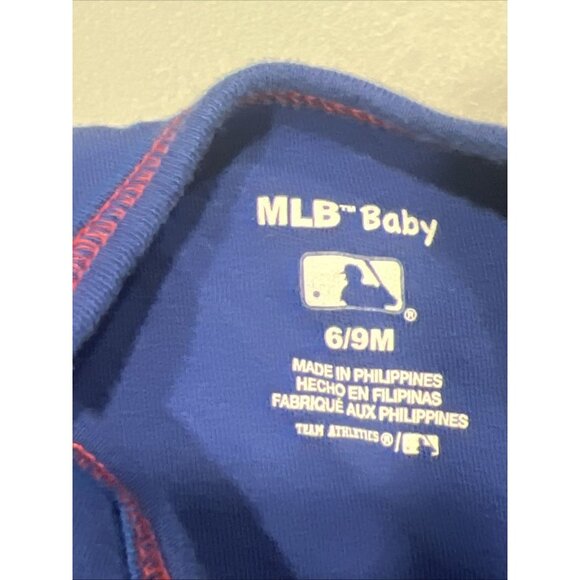 MLB™ Baby
®
6/9M
MADE IN PHILIPPINES
HECHO EN FILIPINAS
FABRIQUÉ AUX PHILIPPINES
TEAM ATHLETICS®/